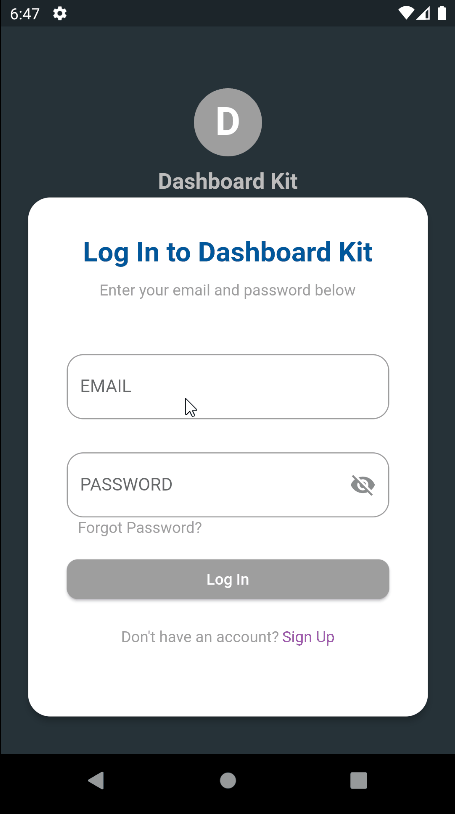 6:47
D
Dashboard Kit
Log In to Dashboard Kit
Enter your email and password below
EMAIL
PASSWORD
Forgot Password?
Log In
Don't have an account? Sign Up